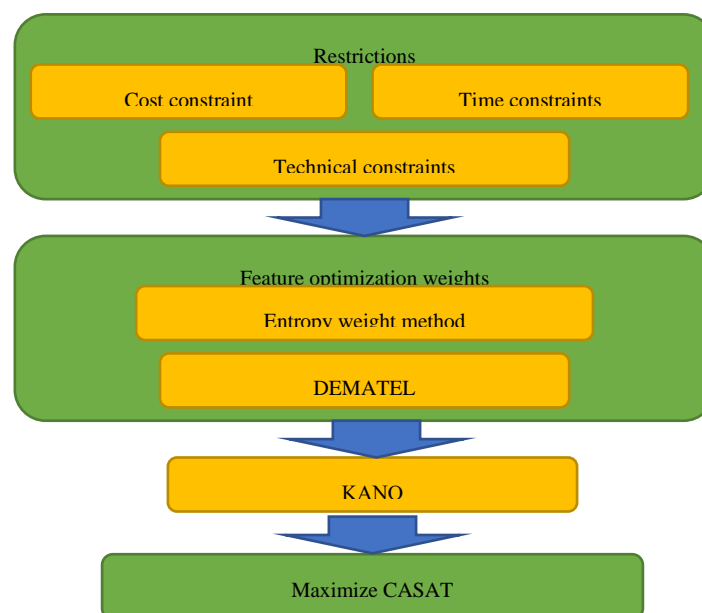 Restrictions
Cost constraint
Time constraints
Technical constraints
Feature optimization weights
Entropy weight method
DEMATEL
KANO
Maximize CASAT